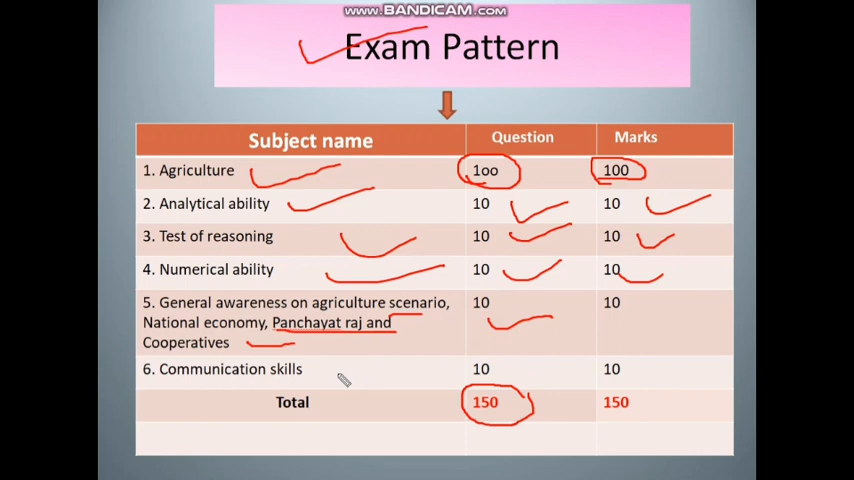 www.BANDICAM.com
Exam Pattern
Subject name Question Marks
1. Agriculture 1oo 100
2. Analytical ability 10 10
3. Test of reasoning 10 10
4. Numerical ability 10 10
5. General awareness on agriculture scenario, 10 10
National economy, Panchayat raj and
Cooperatives
6. Communication skills 10 10
Total 150 150